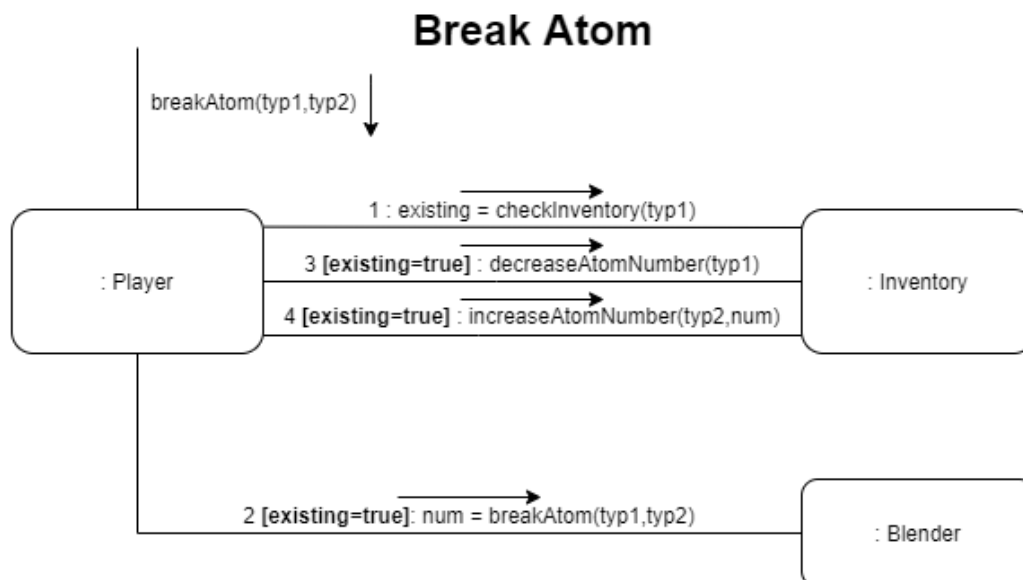 Break Atom
breakAtom(typ1,typ2)
1 : existing = checkInventory(typ1)
3 [existing=true] : decreaseAtomNumber(typ1)
: Player
: Inventory
4 [existing=true] : increaseAtomNumber(typ2,num)
2 [existing=true]: num = breakAtom(typ1,typ2)
: Blender